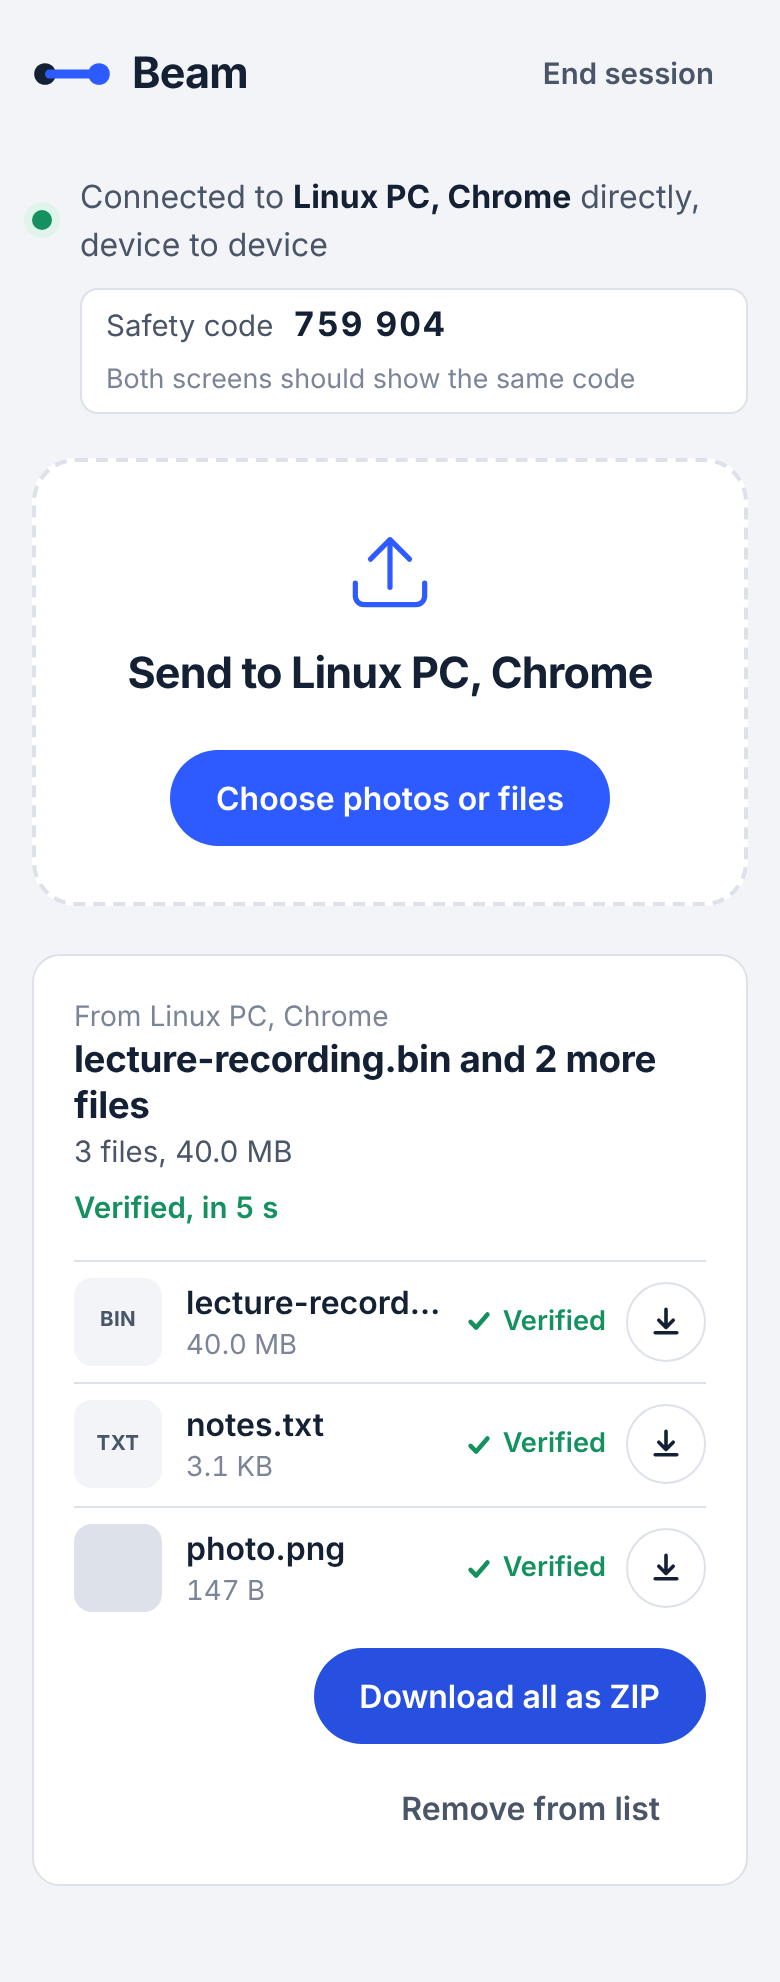 Beam
End session
Connected to Linux PC, Chrome directly,
device to device
Safety code 759 904
Both screens should show the same code
Send to Linux PC, Chrome
Choose photos or files
From Linux PC, Chrome
lecture-recording.bin and 2 more
files
3 files, 40.0 MB
Verified, in 5 s
BIN
lecture-record...
40.0 MB
Verified
TXT
notes.txt
3.1 KB
Verified
photo.png
147 B
Verified
Download all as ZIP
Remove from list